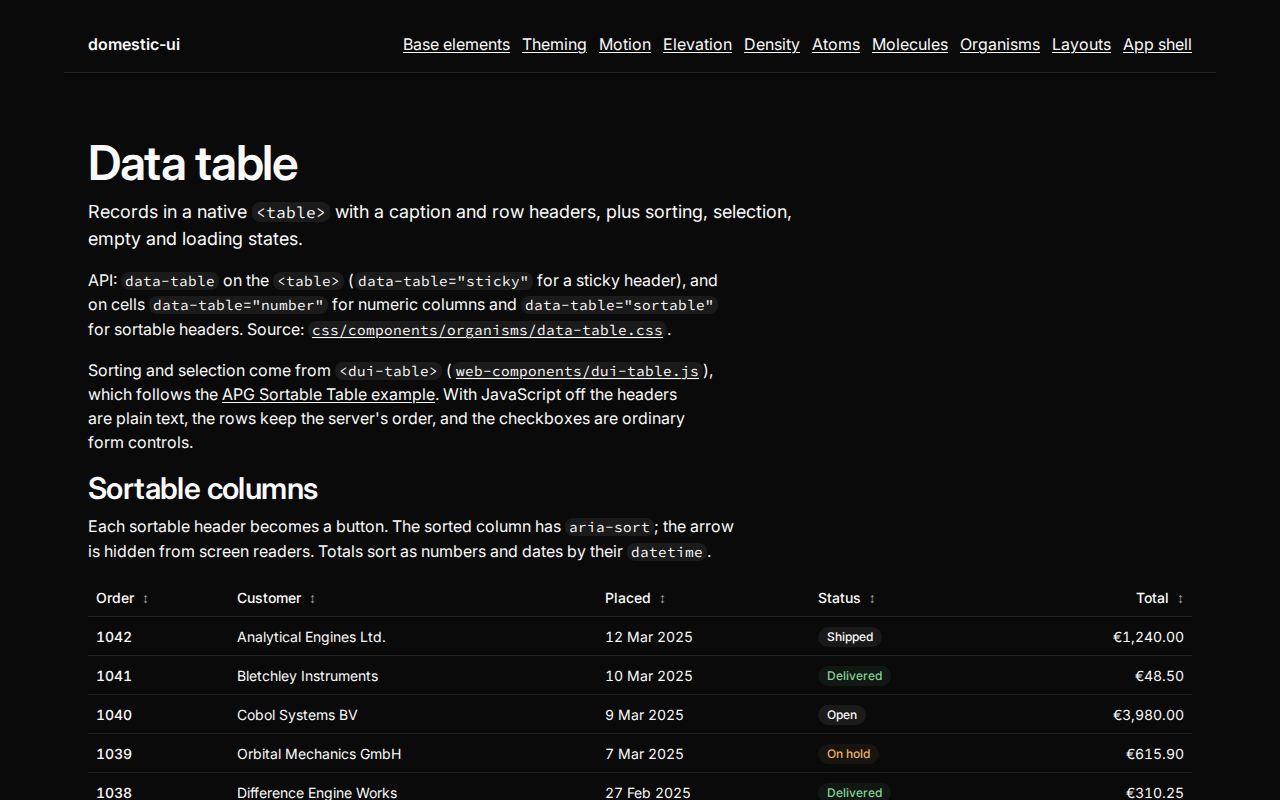 domestic-ui Base elements Theming Motion Elevation Density Atoms Molecules Organisms Layouts App shell
Data table
Records in a native <table> with a caption and row headers, plus sorting, selection,
empty and loading states.
API: data-table on the <table> ( data-table="sticky" for a sticky header), and
on cells data-table="number" for numeric columns and data-table="sortable"
for sortable headers. Source: css/components/organisms/data-table.css .
Sorting and selection come from <dui-table> ( web-components/dui-table.js ),
which follows the APG Sortable Table example. With JavaScript off the headers
are plain text, the rows keep the server's order, and the checkboxes are ordinary
form controls.
Sortable columns
Each sortable header becomes a button. The sorted column has aria-sort ; the arrow
is hidden from screen readers. Totals sort as numbers and dates by their datetime .
Order ↕ Customer ↕ Placed ↕ Status ↕ Total ↕
1042 Analytical Engines Ltd. 12 Mar 2025 Shipped €1,240.00
1041 Bletchley Instruments 10 Mar 2025 Delivered €48.50
1040 Cobol Systems BV 9 Mar 2025 Open €3,980.00
1039 Orbital Mechanics GmbH 7 Mar 2025 On hold €615.90
1038 Difference Engine Works 27 Feb 2025 Delivered €310.25